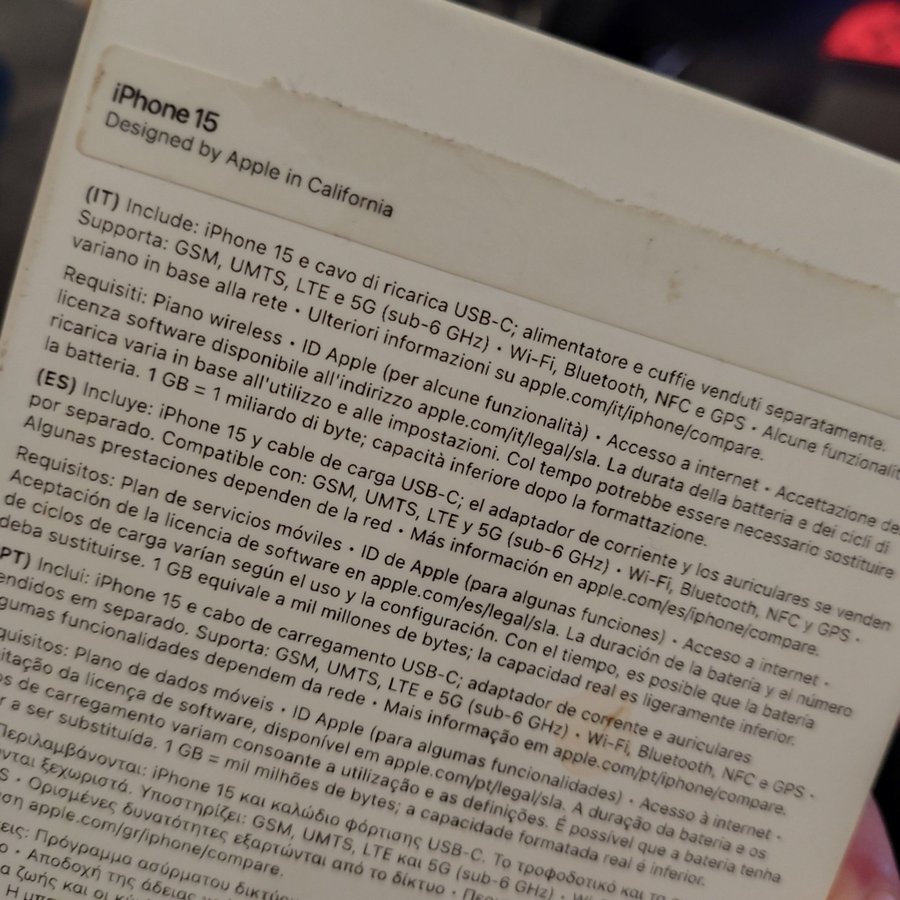 iPhone 15
Designed by Apple in California
(IT) Include: iPhone 15 e cavo di ricarica USB-C; alimentatore e cuffie venduti separatamente.
Supporta: GSM, UMTS, LTE e 5G (sub-6 GHz) • Wi-Fi, Bluetooth, NFC e GPS • Alcune funzionalit
variano in base alla rete • Ulteriori informazioni su apple.com/it/iphone/compare.
Requisiti: Piano wireless • ID Apple (per alcune funzionalità) • Accesso a internet • Accettazione de
licenza software disponibile all'indirizzo apple.com/it/legal/sla. La durata della batteria e dei cicli di
ricarica varia in base all'utilizzo e alle impostazioni. Col tempo potrebbe essere necessario sostituire
la batteria. 1 GB = 1 miliardo di byte; capacità inferiore dopo la formattazione.
(ES) Incluye: iPhone 15 y cable de carga USB-C; el adaptador de corriente y los auriculares se venden
por separado. Compatible con: GSM, UMTS, LTE y 5G (sub-6 GHz) • Wi-Fi, Bluetooth, NFC y GPS •
Algunas prestaciones dependen de la red • Más información en apple.com/es/iphone/compare.
Requisitos: Plan de servicios móviles • ID de Apple (para algunas funciones) • Acceso a internet •
Aceptación de la licencia de software en apple.com/es/legal/sla. La duración de la batería y el número
de ciclos de carga varían según el uso y la configuración. Con el tiempo, es posible que la batería
deba sustituirse. 1 GB equivale a mil millones de bytes; la capacidad real es ligeramente inferior.
PT) Inclui: iPhone 15 e cabo de carregamento USB-C; adaptador de corrente e auriculares
endidos em separado. Suporta: GSM, UMTS, LTE e 5G (sub-6 GHz) • Wi-Fi, Bluetooth, NFC e GPS •
gumas funcionalidades dependem da rede • Mais informação em apple.com/pt/iphone/compare.
quisitos: Plano de dados móveis • ID Apple (para algumas funcionalidades) • Acesso à internet •
itação da licença de software, disponível em apple.com/pt/legal/sla. A duração da bateria e os
os de carregamento variam consoante a utilização e as definições. É possível que a bateria tenha
r a ser substituída. 1 GB = mil milhões de bytes; a capacidade formatada real é inferior.
Περιλαμβάνονται: iPhone 15 και καλώδιο φόρτισης USB-C. Το τροφοδοτικό και τα
νται ξεχωριστά. Υποστηρίζει: GSM, UMTS, LTE και 5G (sub-6 GHz) •
S • Ορισμένες δυνατότητες εξαρτώνται από το δίκτυο •
ση apple.com/gr/iphone/compare.
εις: Πρόγραμμα ασύρματου δικτύου
• Αποδοχή της άδειας
α ζωής και οι